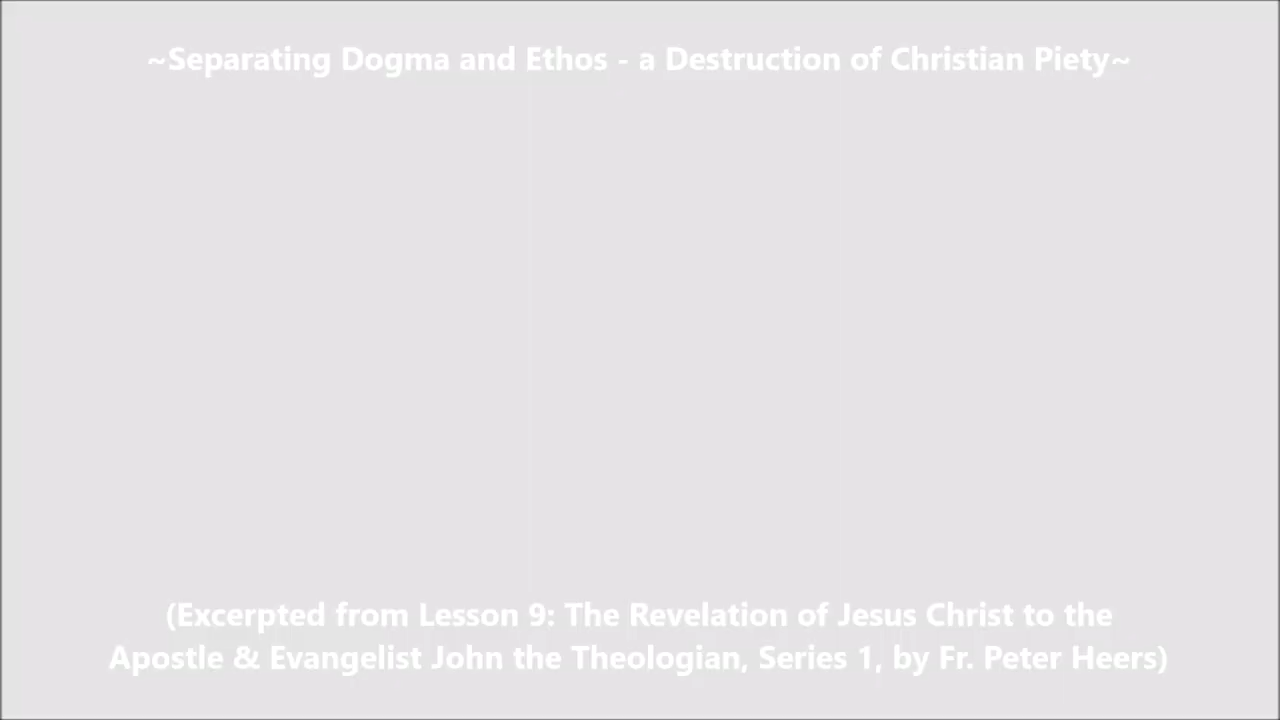 ~Separating Dogma and Ethos - a Destruction of Christian Piety~
(Excerpted from Lesson 9: The Revelation of Jesus Christ to the
Apostle & Evangelist John the Theologian, Series 1, by Fr. Peter Heers)